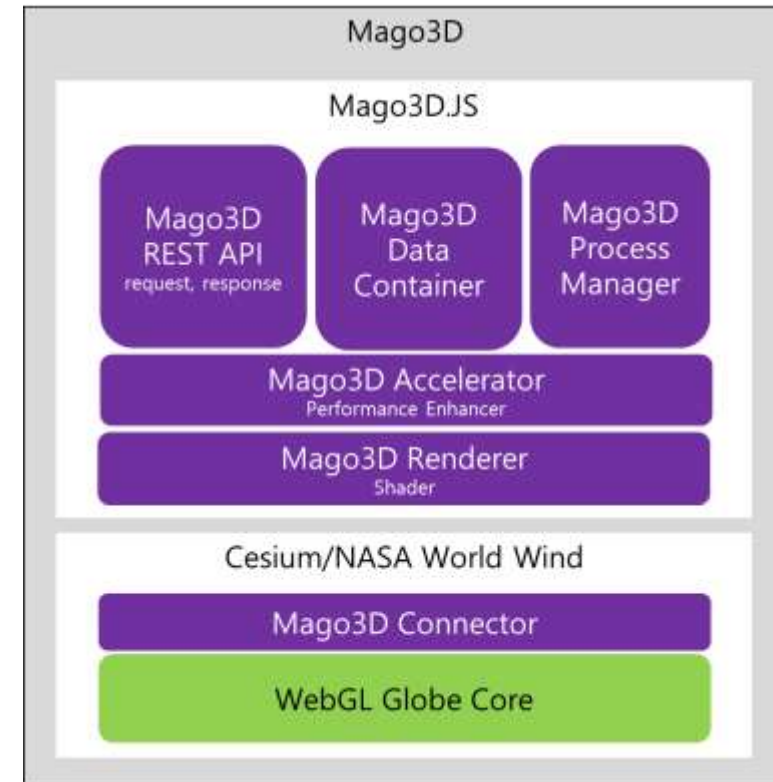 Mago3D
Mago3D.JS
Mago3D
REST API
request, response
Mago3D
Data
Container
Mago3D
Process
Manager
Mago3D Accelerator
Performance Enhancer
Mago3D Renderer
Shader
Cesium/NASA World Wind
Mago3D Connector
WebGL Globe Core